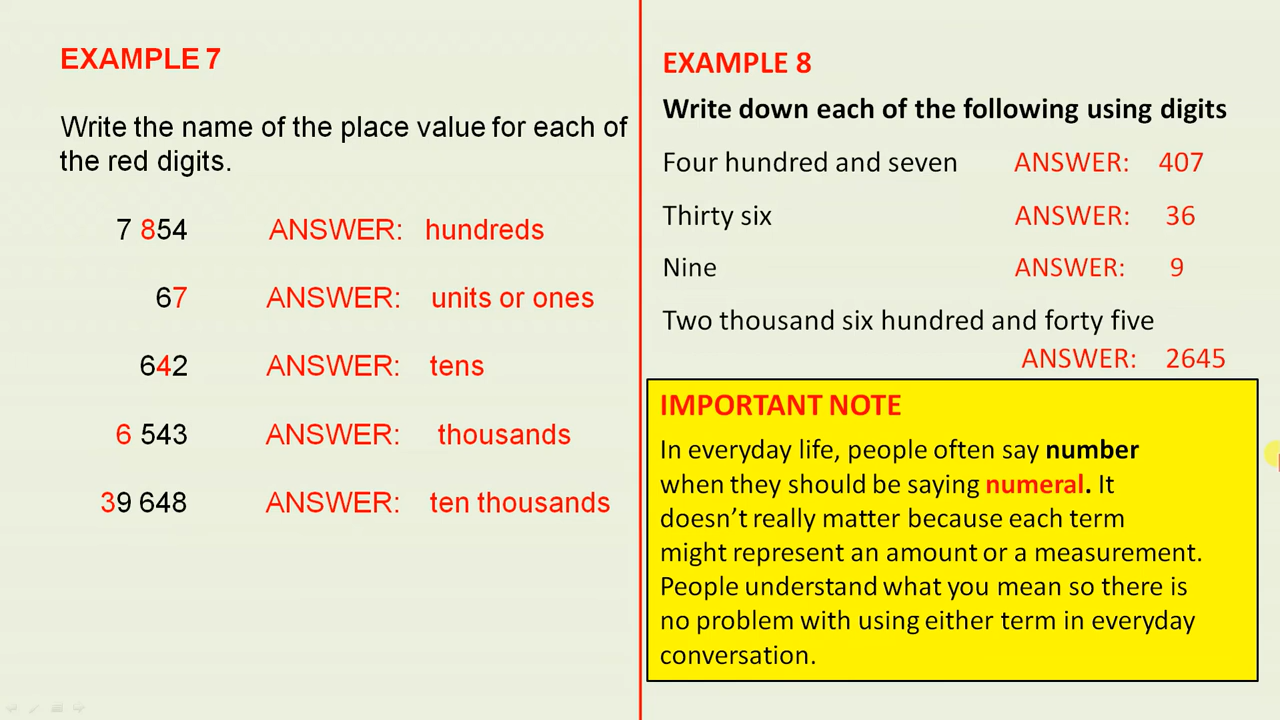 EXAMPLE 7
Write the name of the place value for each of
the red digits.
7 854 ANSWER: hundreds
67 ANSWER: units or ones
642 ANSWER: tens
6 543 ANSWER: thousands
39 648 ANSWER: ten thousands
EXAMPLE 8
Write down each of the following using digits
Four hundred and seven ANSWER: 407
Thirty six ANSWER: 36
Nine ANSWER: 9
Two thousand six hundred and forty five
ANSWER: 2645
IMPORTANT NOTE
In everyday life, people often say number
when they should be saying numeral. It
doesn’t really matter because each term
might represent an amount or a measurement.
People understand what you mean so there is
no problem with using either term in everyday
conversation.